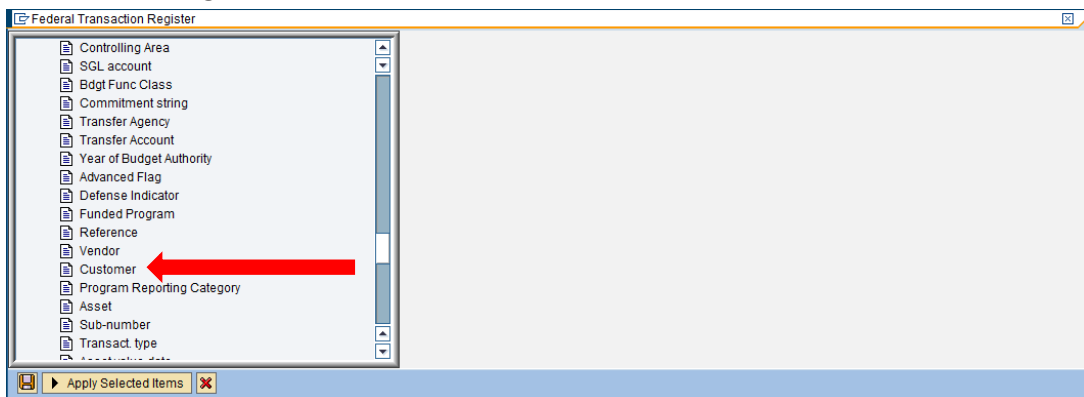 Federal Transaction Register
Controlling Area
SGL account
Bdgt Func Class
Commitment string
Transfer Agency
Transfer Account
Year of Budget Authority
Advanced Flag
Defense Indicator
Funded Program
Reference
Vendor
Customer
Program Reporting Category
Asset
Sub-number
Transact. type
Apply Selected Items